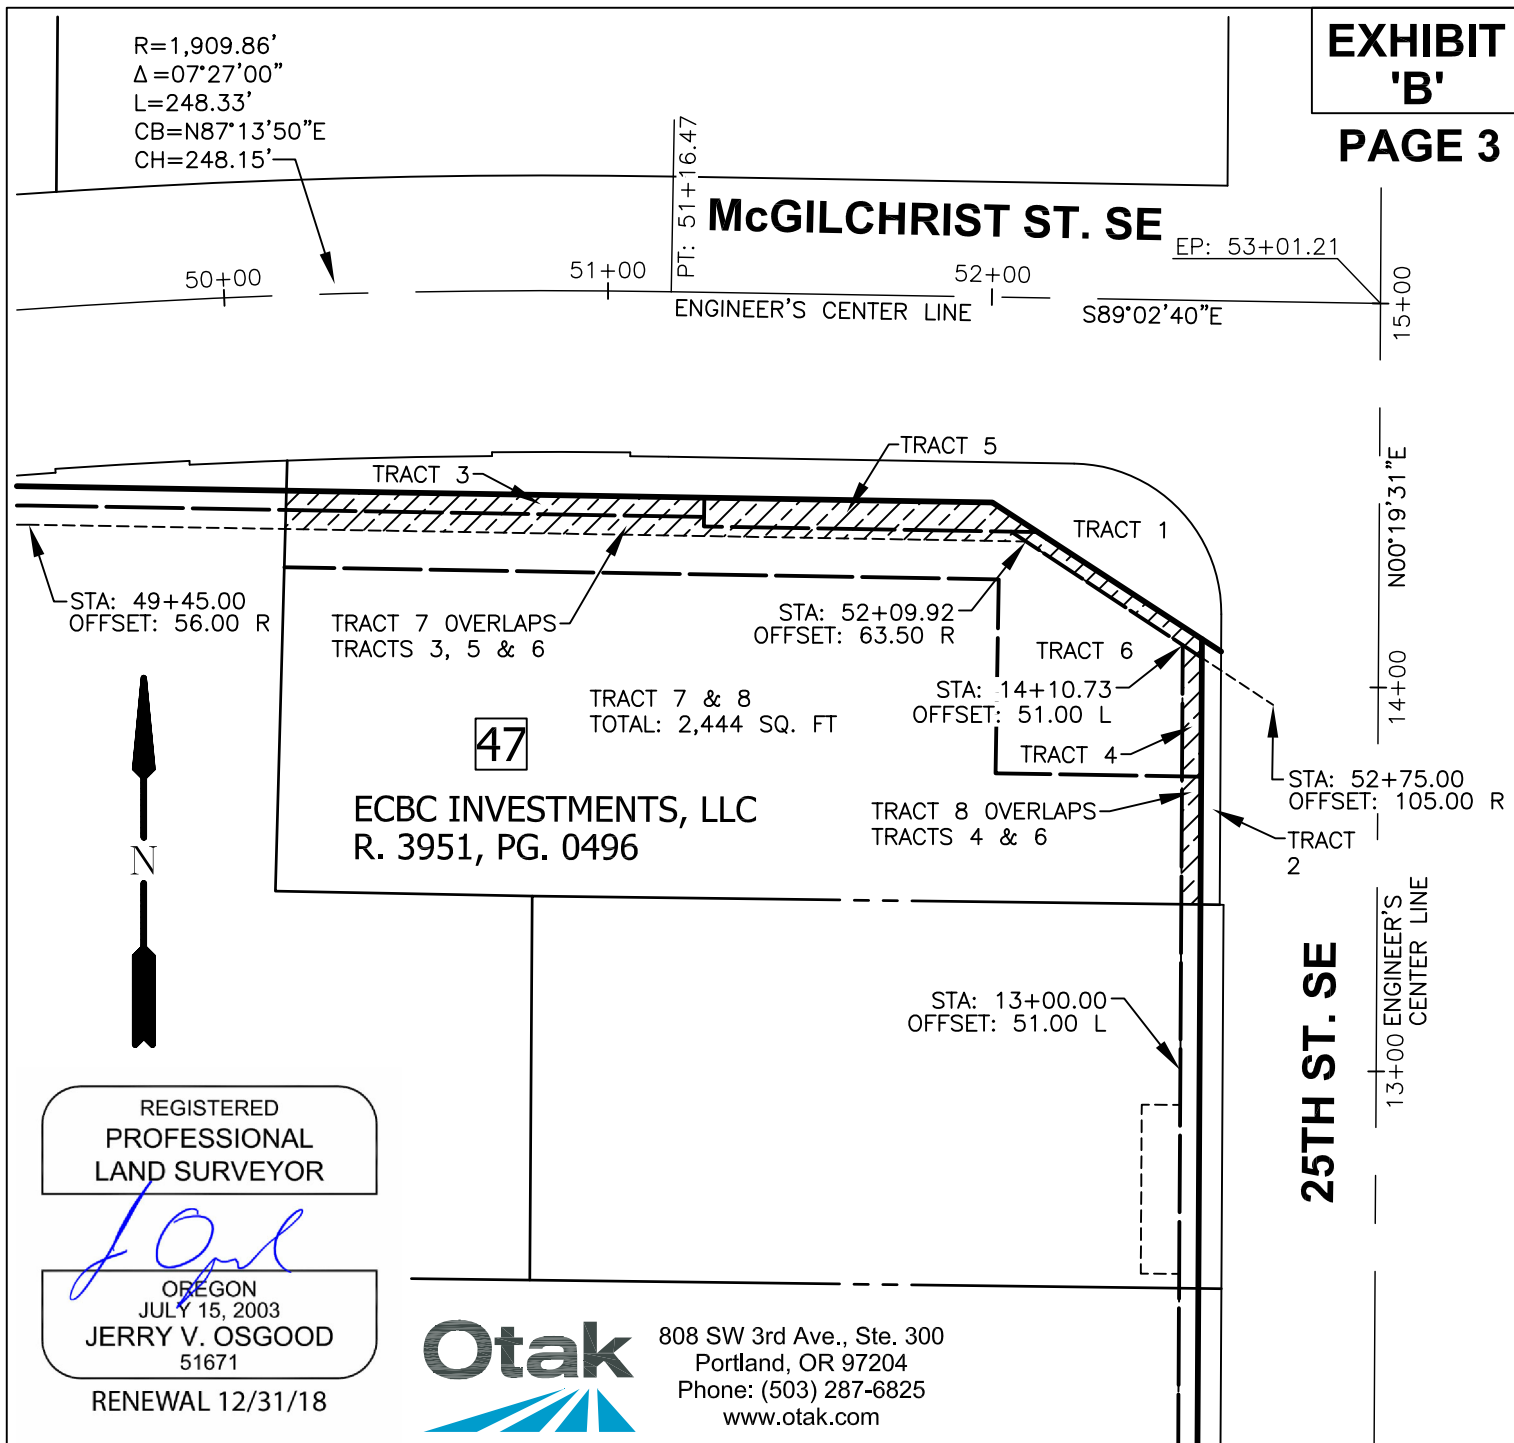 R=1,909.86'
Δ=07°27'00"
L=248.33'
CB=N87°13'50"E
CH=248.15'
EXHIBIT
'B'
PAGE 3
PT: 51+16.47
McGILCHRIST ST. SE
EP: 53+01.21
50+00
51+00
52+00
ENGINEER'S CENTER LINE
S89°02'40"E
15+00
TRACT 5
TRACT 3
TRACT 1
N00°19'31"E
STA: 49+45.00
OFFSET: 56.00 R
TRACT 7 OVERLAPS
TRACTS 3, 5 & 6
STA: 52+09.92
OFFSET: 63.50 R
TRACT 6
STA: 14+10.73
OFFSET: 51.00 L
14+00
TRACT 7 & 8
TOTAL: 2,444 SQ. FT
47
TRACT 4
STA: 52+75.00
OFFSET: 105.00 R
ECBC INVESTMENTS, LLC
R. 3951, PG. 0496
TRACT 8 OVERLAPS
TRACTS 4 & 6
TRACT
2
N
25TH ST. SE
ENGINEER'S
CENTER LINE
13+00
STA: 13+00.00
OFFSET: 51.00 L
REGISTERED
PROFESSIONAL
LAND SURVEYOR
OREGON
JULY 15, 2003
JERRY V. OSGOOD
51671
RENEWAL 12/31/18
Otak
808 SW 3rd Ave., Ste. 300
Portland, OR 97204
Phone: (503) 287-6825
www.otak.com